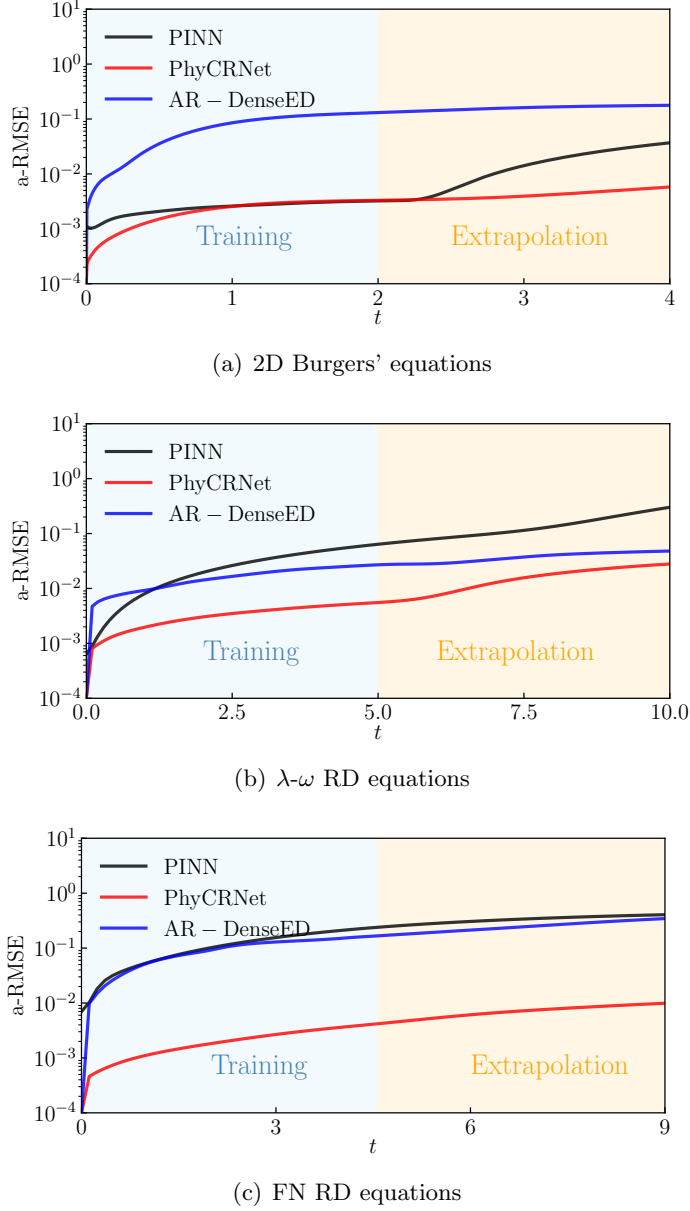 10^1
10^0
10^-1
10^-2
10^-3
10^-4
a-RMSE
PINN
PhyCRNet
AR − DenseED
Training
Extrapolation
0 1 2 3 4
t
(a) 2D Burgers' equations
10^1
10^0
10^-1
10^-2
10^-3
10^-4
a-RMSE
PINN
PhyCRNet
AR − DenseED
Training
Extrapolation
0.0 2.5 5.0 7.5 10.0
t
(b) λ-ω RD equations
10^1
10^0
10^-1
10^-2
10^-3
10^-4
a-RMSE
PINN
PhyCRNet
AR − DenseED
Training
Extrapolation
0 3 6 9
t
(c) FN RD equations